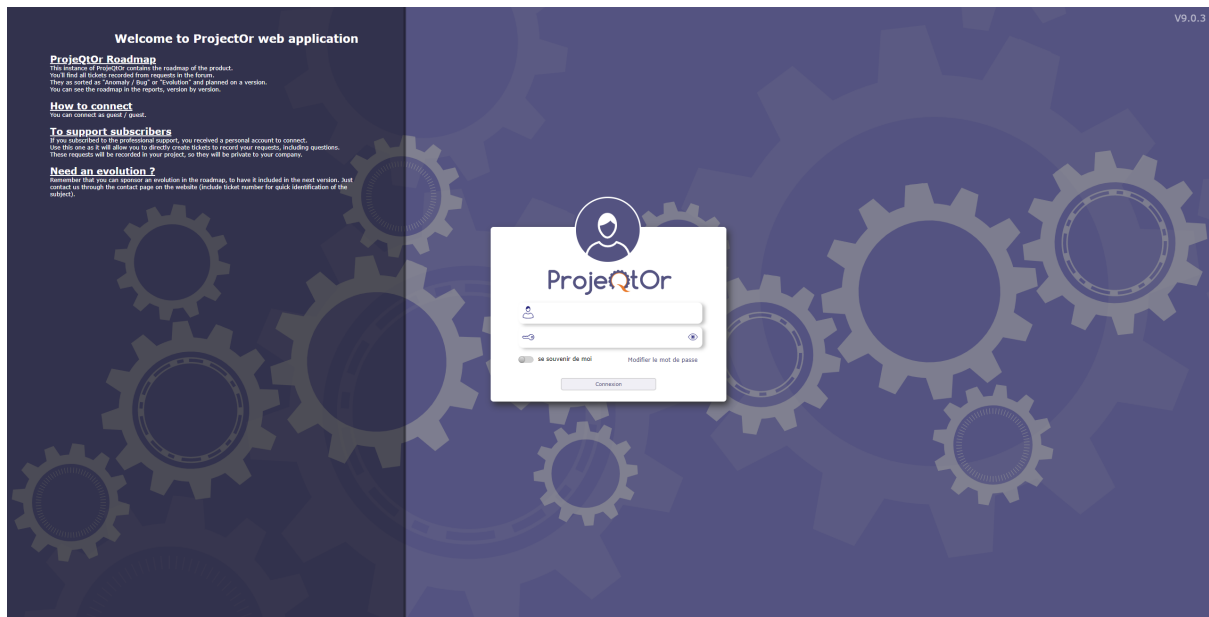 V9.0.3
Welcome to ProjectOr web application
ProjeQtOr Roadmap
This instance of ProjeQtOr contains the roadmap of the product.
You'll find all tickets recorded from requests in the forum.
They as sorted as "Anomaly / Bug" or "Evolution" and planned on a version.
You can see the roadmap in the reports, version by version.
How to connect
You can connect as guest / guest.
To support subscribers
If you subscribed to the professional support, you received a personal account to connect.
Use this one as it will allow you to directly create tickets to record your requests, including questions.
These requests will be recorded in your project, so they will be private to your company.
Need an evolution ?
Remember that you can sponsor an evolution in the roadmap, to have it included in the next version. Just
contact us through the contact page on the website (include ticket number for quick identification of the
subject).
ProjeQtOr
se souvenir de moi
Modifier le mot de passe
Connexion